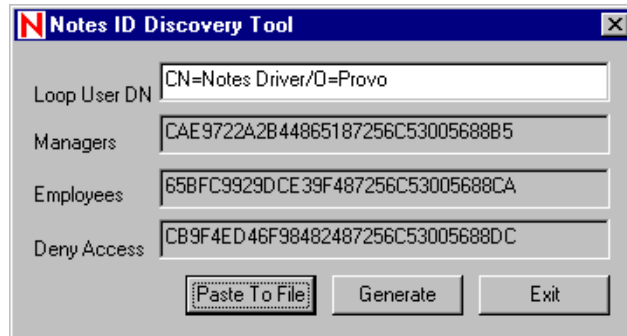 N Notes ID Discovery Tool
Loop User DN CN=Notes Driver/O=Provo
Managers CAE9722A2B44865187256C53005688B5
Employees 65BFC9929DCE39F487256C53005688CA
Deny Access CB9F4ED46F98482487256C53005688DC
Paste To File Generate Exit